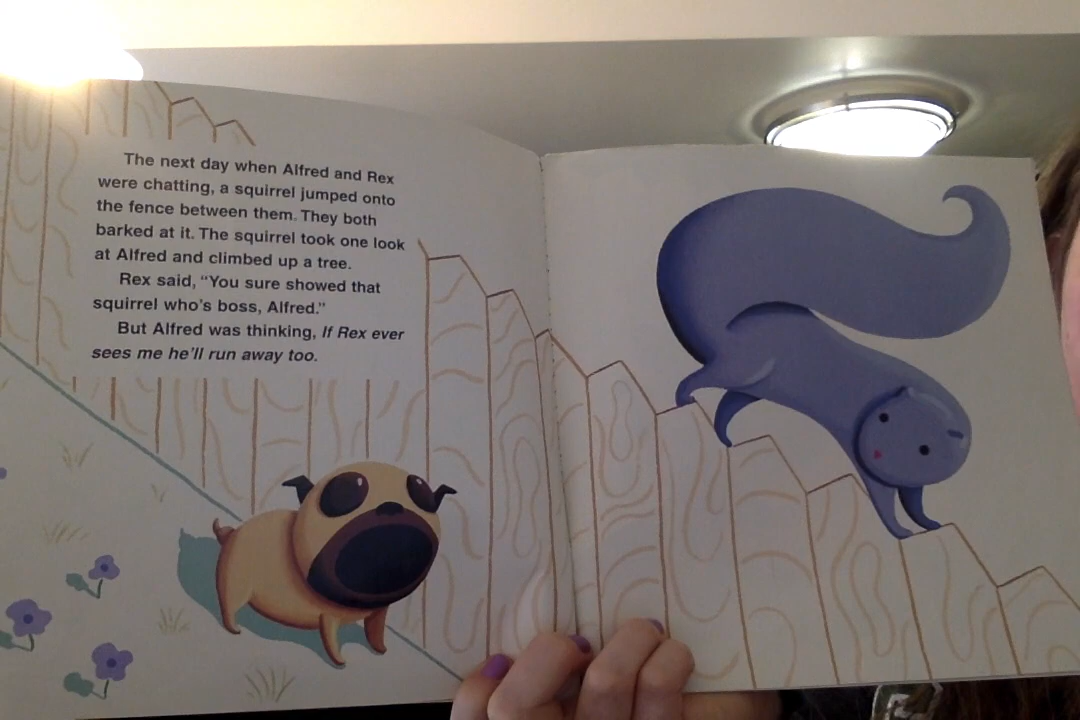 The next day when Alfred and Rex
were chatting, a squirrel jumped onto
the fence between them. They both
barked at it. The squirrel took one look
at Alfred and climbed up a tree.
Rex said, “You sure showed that
squirrel who’s boss, Alfred.”
But Alfred was thinking, If Rex ever
sees me he’ll run away too.